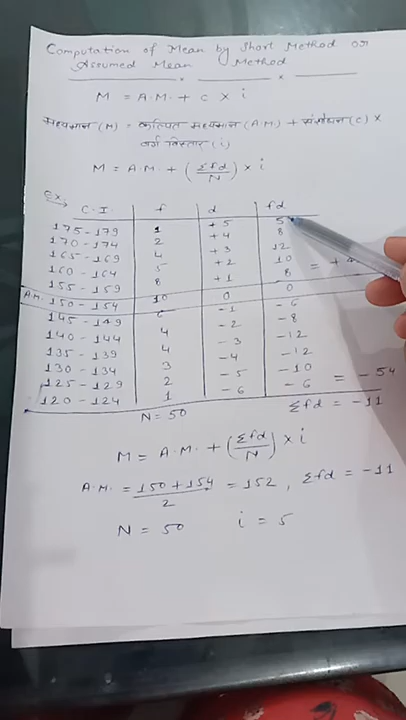 Computation of Mean by Short Method or
Assumed Mean Method
M = A.M. + c × i
मध्यमान (M) = कल्पित मध्यमान (A.M.) + संशोधन (c) ×
वर्ग विस्तार (i)
M = A.M. + (Σfd/N) × i
Ex:
C.I. f d fd
175-179 1 +5 5
170-174 2 +4 8
165-169 4 +3 12
160-164 5 +2 10
155-159 8 +1 8 = +4
A.M. 150-154 10 0 0
145-149 6 -1 -6
140-144 4 -2 -8
135-139 4 -3 -12
130-134 3 -4 -12
125-129 2 -5 -10
120-124 1 -6 -6 = -54
N = 50 Σfd = -11
M = A.M. + (Σfd/N) × i
A.M. = 150+154/2 = 152, Σfd = -11
N = 50 i = 5